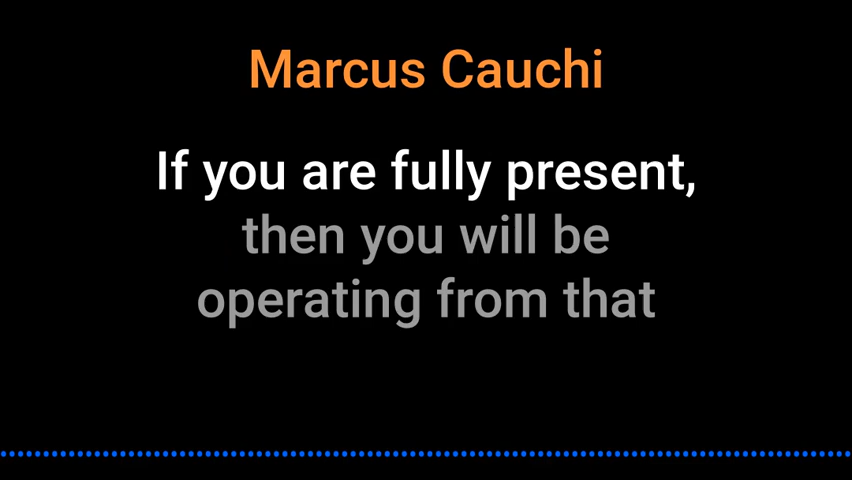 Marcus Cauchi
If you are fully present,
then you will be
operating from that